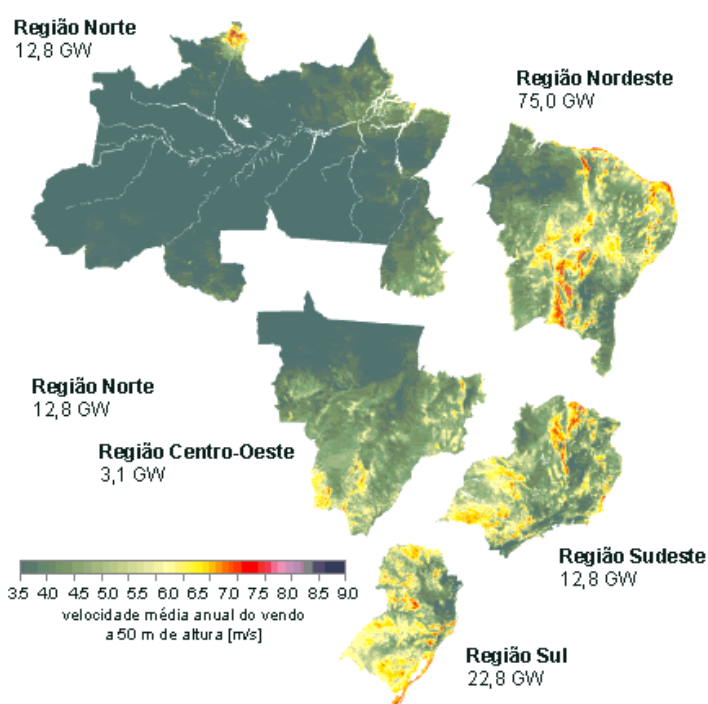 Região Norte
12,8 GW
Região Nordeste
75,0 GW
Região Norte
12,8 GW
Região Centro-Oeste
3,1 GW
Região Sudeste
12,8 GW
3.5 4.0 4.5 5.0 5.5 6.0 6.5 7.0 7.5 8.0 8.5 9.0
velocidade média anual do vendo
a 50 m de altura [m/s]
Região Sul
22,8 GW